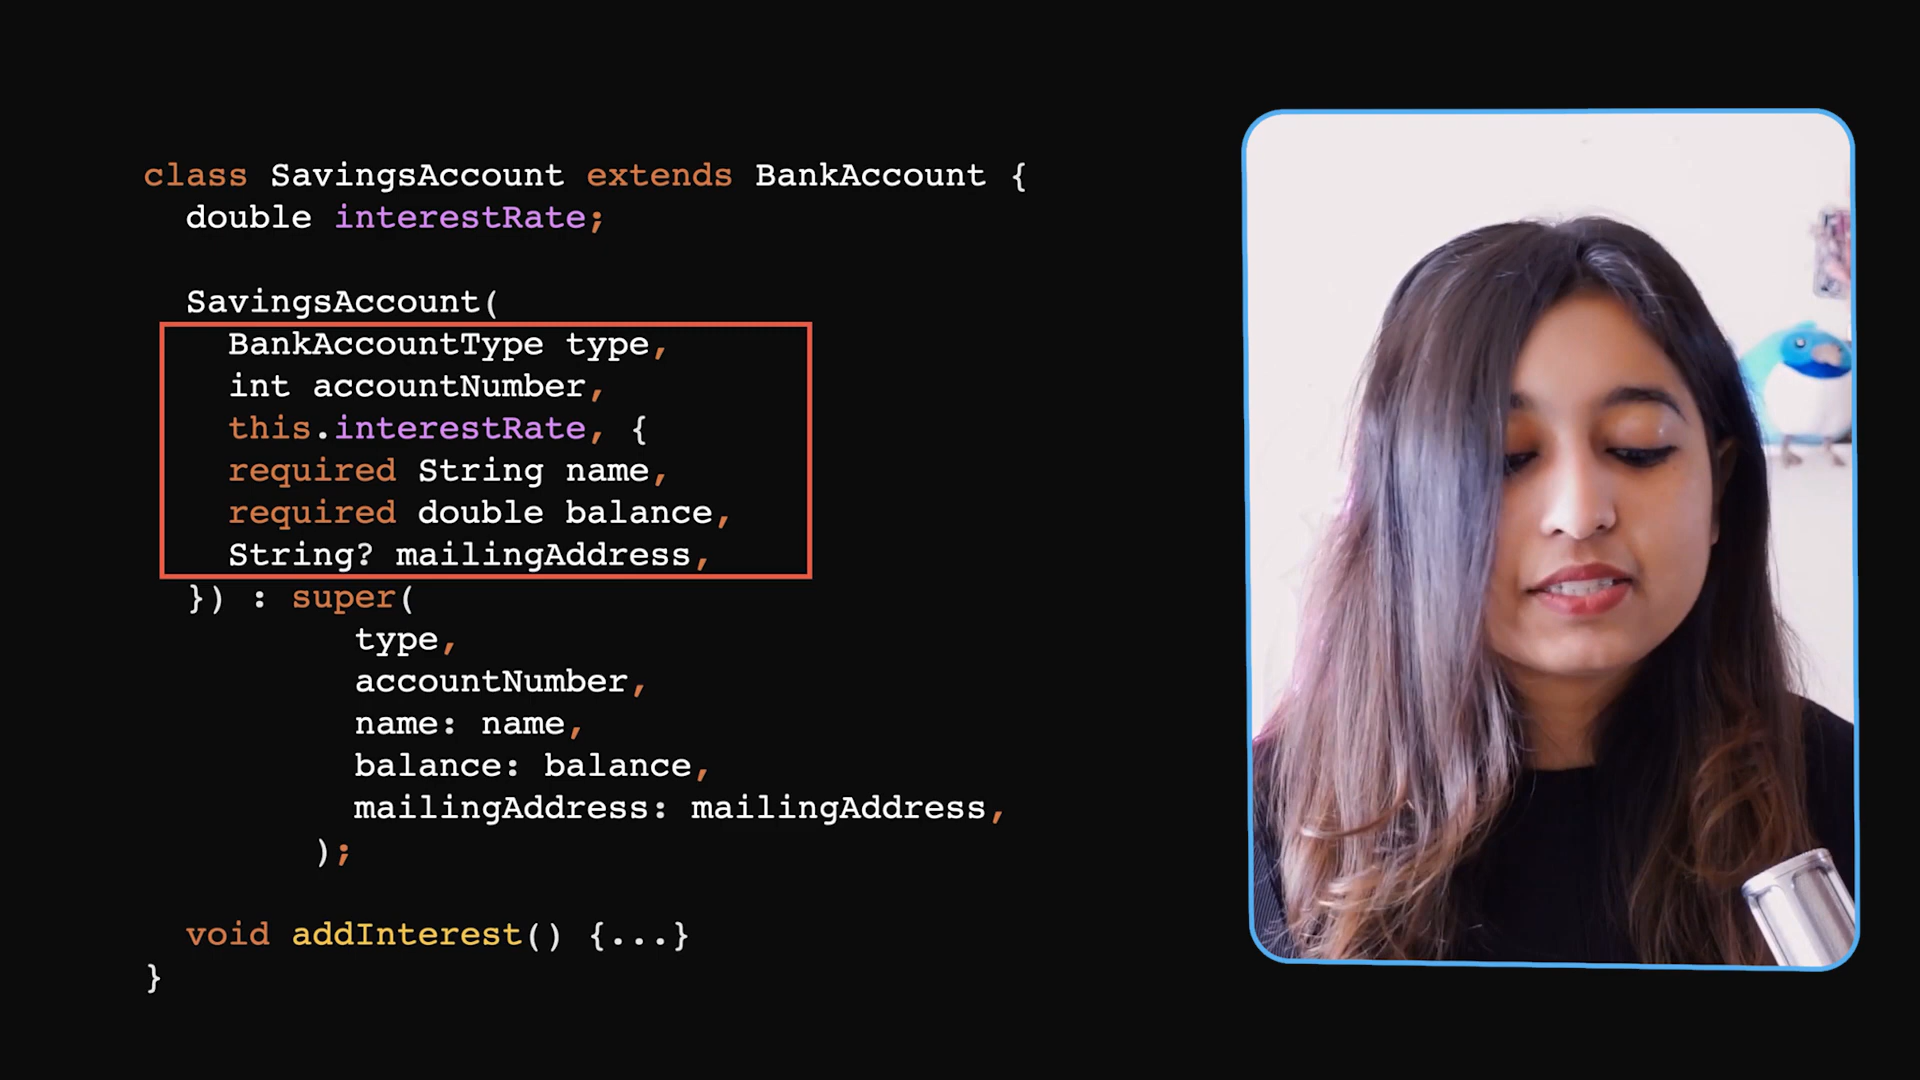 class SavingsAccount extends BankAccount {
double interestRate;
SavingsAccount(
BankAccountType type,
int accountNumber,
this.interestRate, {
required String name,
required double balance,
String? mailingAddress,
}) : super(
type,
accountNumber,
name: name,
balance: balance,
mailingAddress: mailingAddress,
);
void addInterest() {...}
}